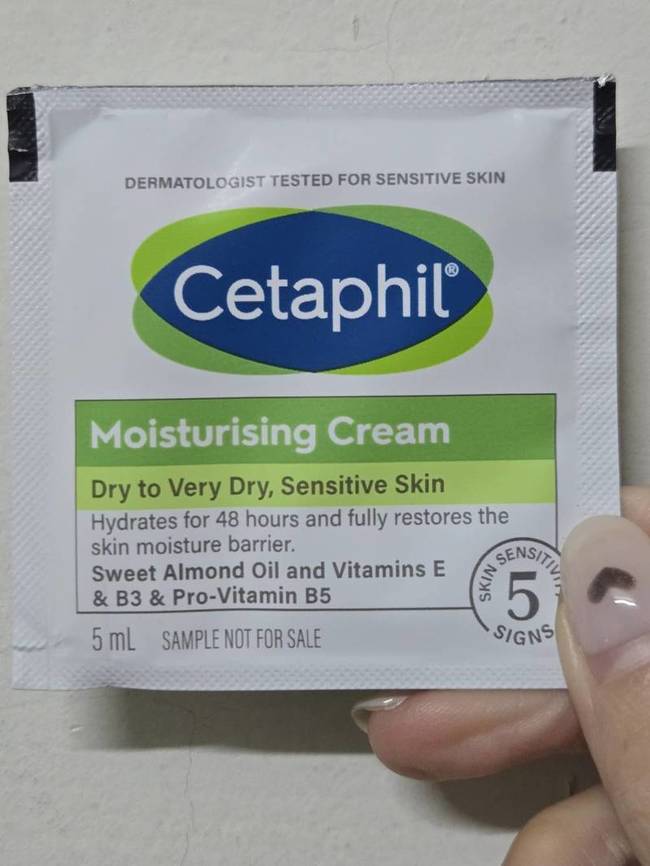 DERMATOLOGIST TESTED FOR SENSITIVE SKIN
Cetaphil®
Moisturising Cream
Dry to Very Dry, Sensitive Skin
Hydrates for 48 hours and fully restores the
skin moisture barrier.
Sweet Almond Oil and Vitamins E
& B3 & Pro-Vitamin B5
SKIN
5
SIGNS
5 mL SAMPLE NOT FOR SALE